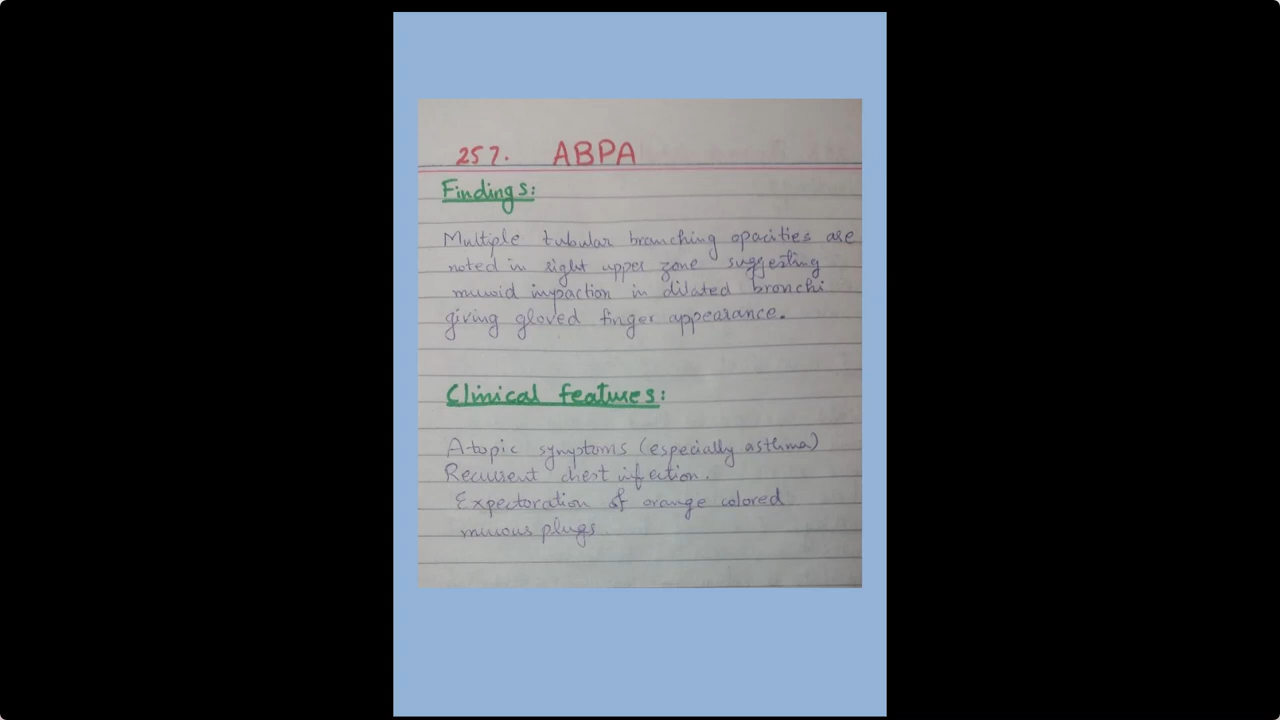 257. ABPA
Findings:
Multiple tubular branching opacities are
noted in right upper zone suggesting
mucoid impaction in dilated bronchi
giving gloved finger appearance.
Clinical features:
Atopic symptoms (especially asthma)
Recurrent chest infection.
Expectoration of orange colored
mucous plugs